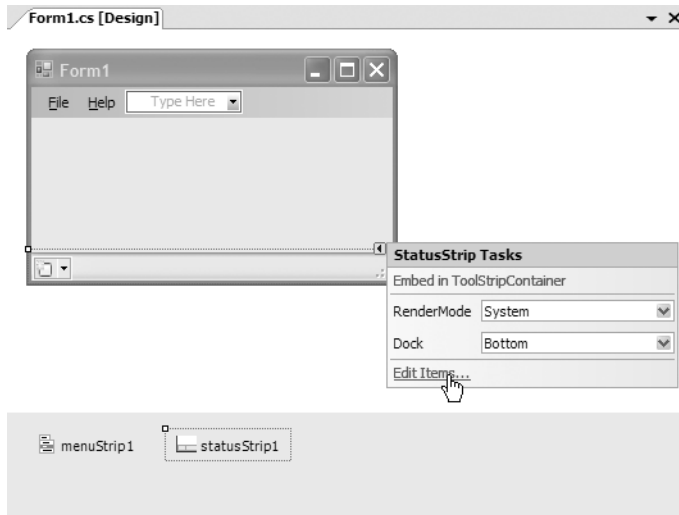 Form1.cs [Design]
Form1
File Help Type Here
StatusStrip Tasks
Embed in ToolStripContainer
RenderMode System
Dock Bottom
Edit Items...
menuStrip1 statusStrip1